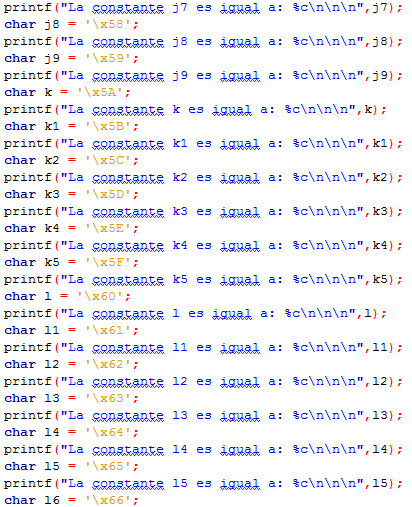 printf("La constante j7 es igual a: %c\n\n\n",j7);
char j8 = '\x58';
printf("La constante j8 es igual a: %c\n\n\n",j8);
char j9 = '\x59';
printf("La constante j9 es igual a: %c\n\n\n",j9);
char k = '\x5A';
printf("La constante k es igual a: %c\n\n\n",k);
char k1 = '\x5B';
printf("La constante k1 es igual a: %c\n\n\n",k1);
char k2 = '\x5C';
printf("La constante k2 es igual a: %c\n\n\n",k2);
char k3 = '\x5D';
printf("La constante k3 es igual a: %c\n\n\n",k3);
char k4 = '\x5E';
printf("La constante k4 es igual a: %c\n\n\n",k4);
char k5 = '\x5F';
printf("La constante k5 es igual a: %c\n\n\n",k5);
char l = '\x60';
printf("La constante l es igual a: %c\n\n\n",l);
char l1 = '\x61';
printf("La constante l1 es igual a: %c\n\n\n",l1);
char l2 = '\x62';
printf("La constante l2 es igual a: %c\n\n\n",l2);
char l3 = '\x63';
printf("La constante l3 es igual a: %c\n\n\n",l3);
char l4 = '\x64';
printf("La constante l4 es igual a: %c\n\n\n",l4);
char l5 = '\x65';
printf("La constante l5 es igual a: %c\n\n\n",l5);
char l6 = '\x66';